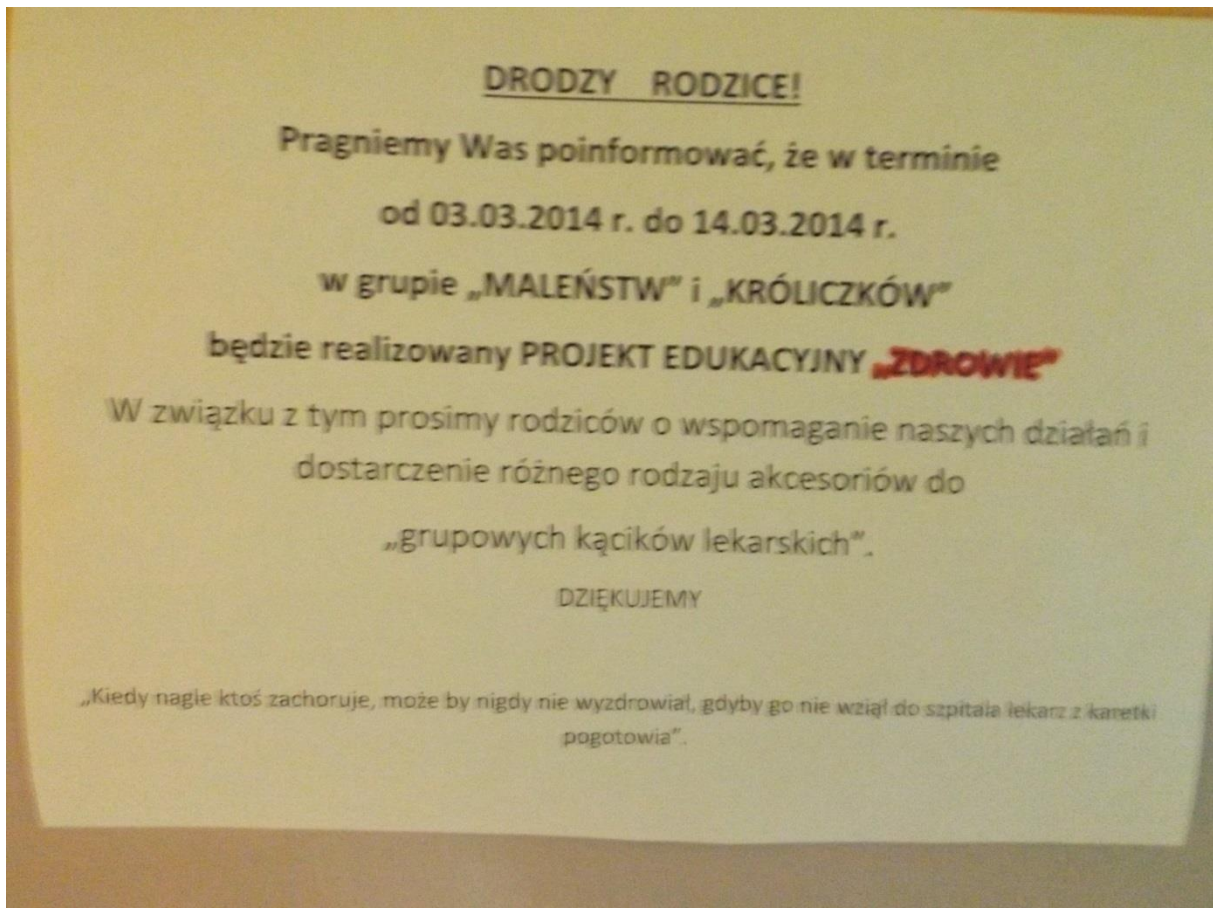 DRODZY RODZICE!
Pragniemy Was poinformować, że w terminie
od 03.03.2014 r. do 14.03.2014 r.
w grupie „MALEŃSTW” i „KRÓLICZKÓW”
będzie realizowany PROJEKT EDUKACYJNY „ZDROWIE”
W związku z tym prosimy rodziców o wspomaganie naszych działań i
dostarczenie różnego rodzaju akcesoriów do
„grupowych kącików lekarskich”.
DZIĘKUJEMY
„Kiedy nagle ktoś zachoruje, może by nigdy nie wyzdrowiał, gdyby go nie wziął do szpitala lekarz z karetki
pogotowia”.